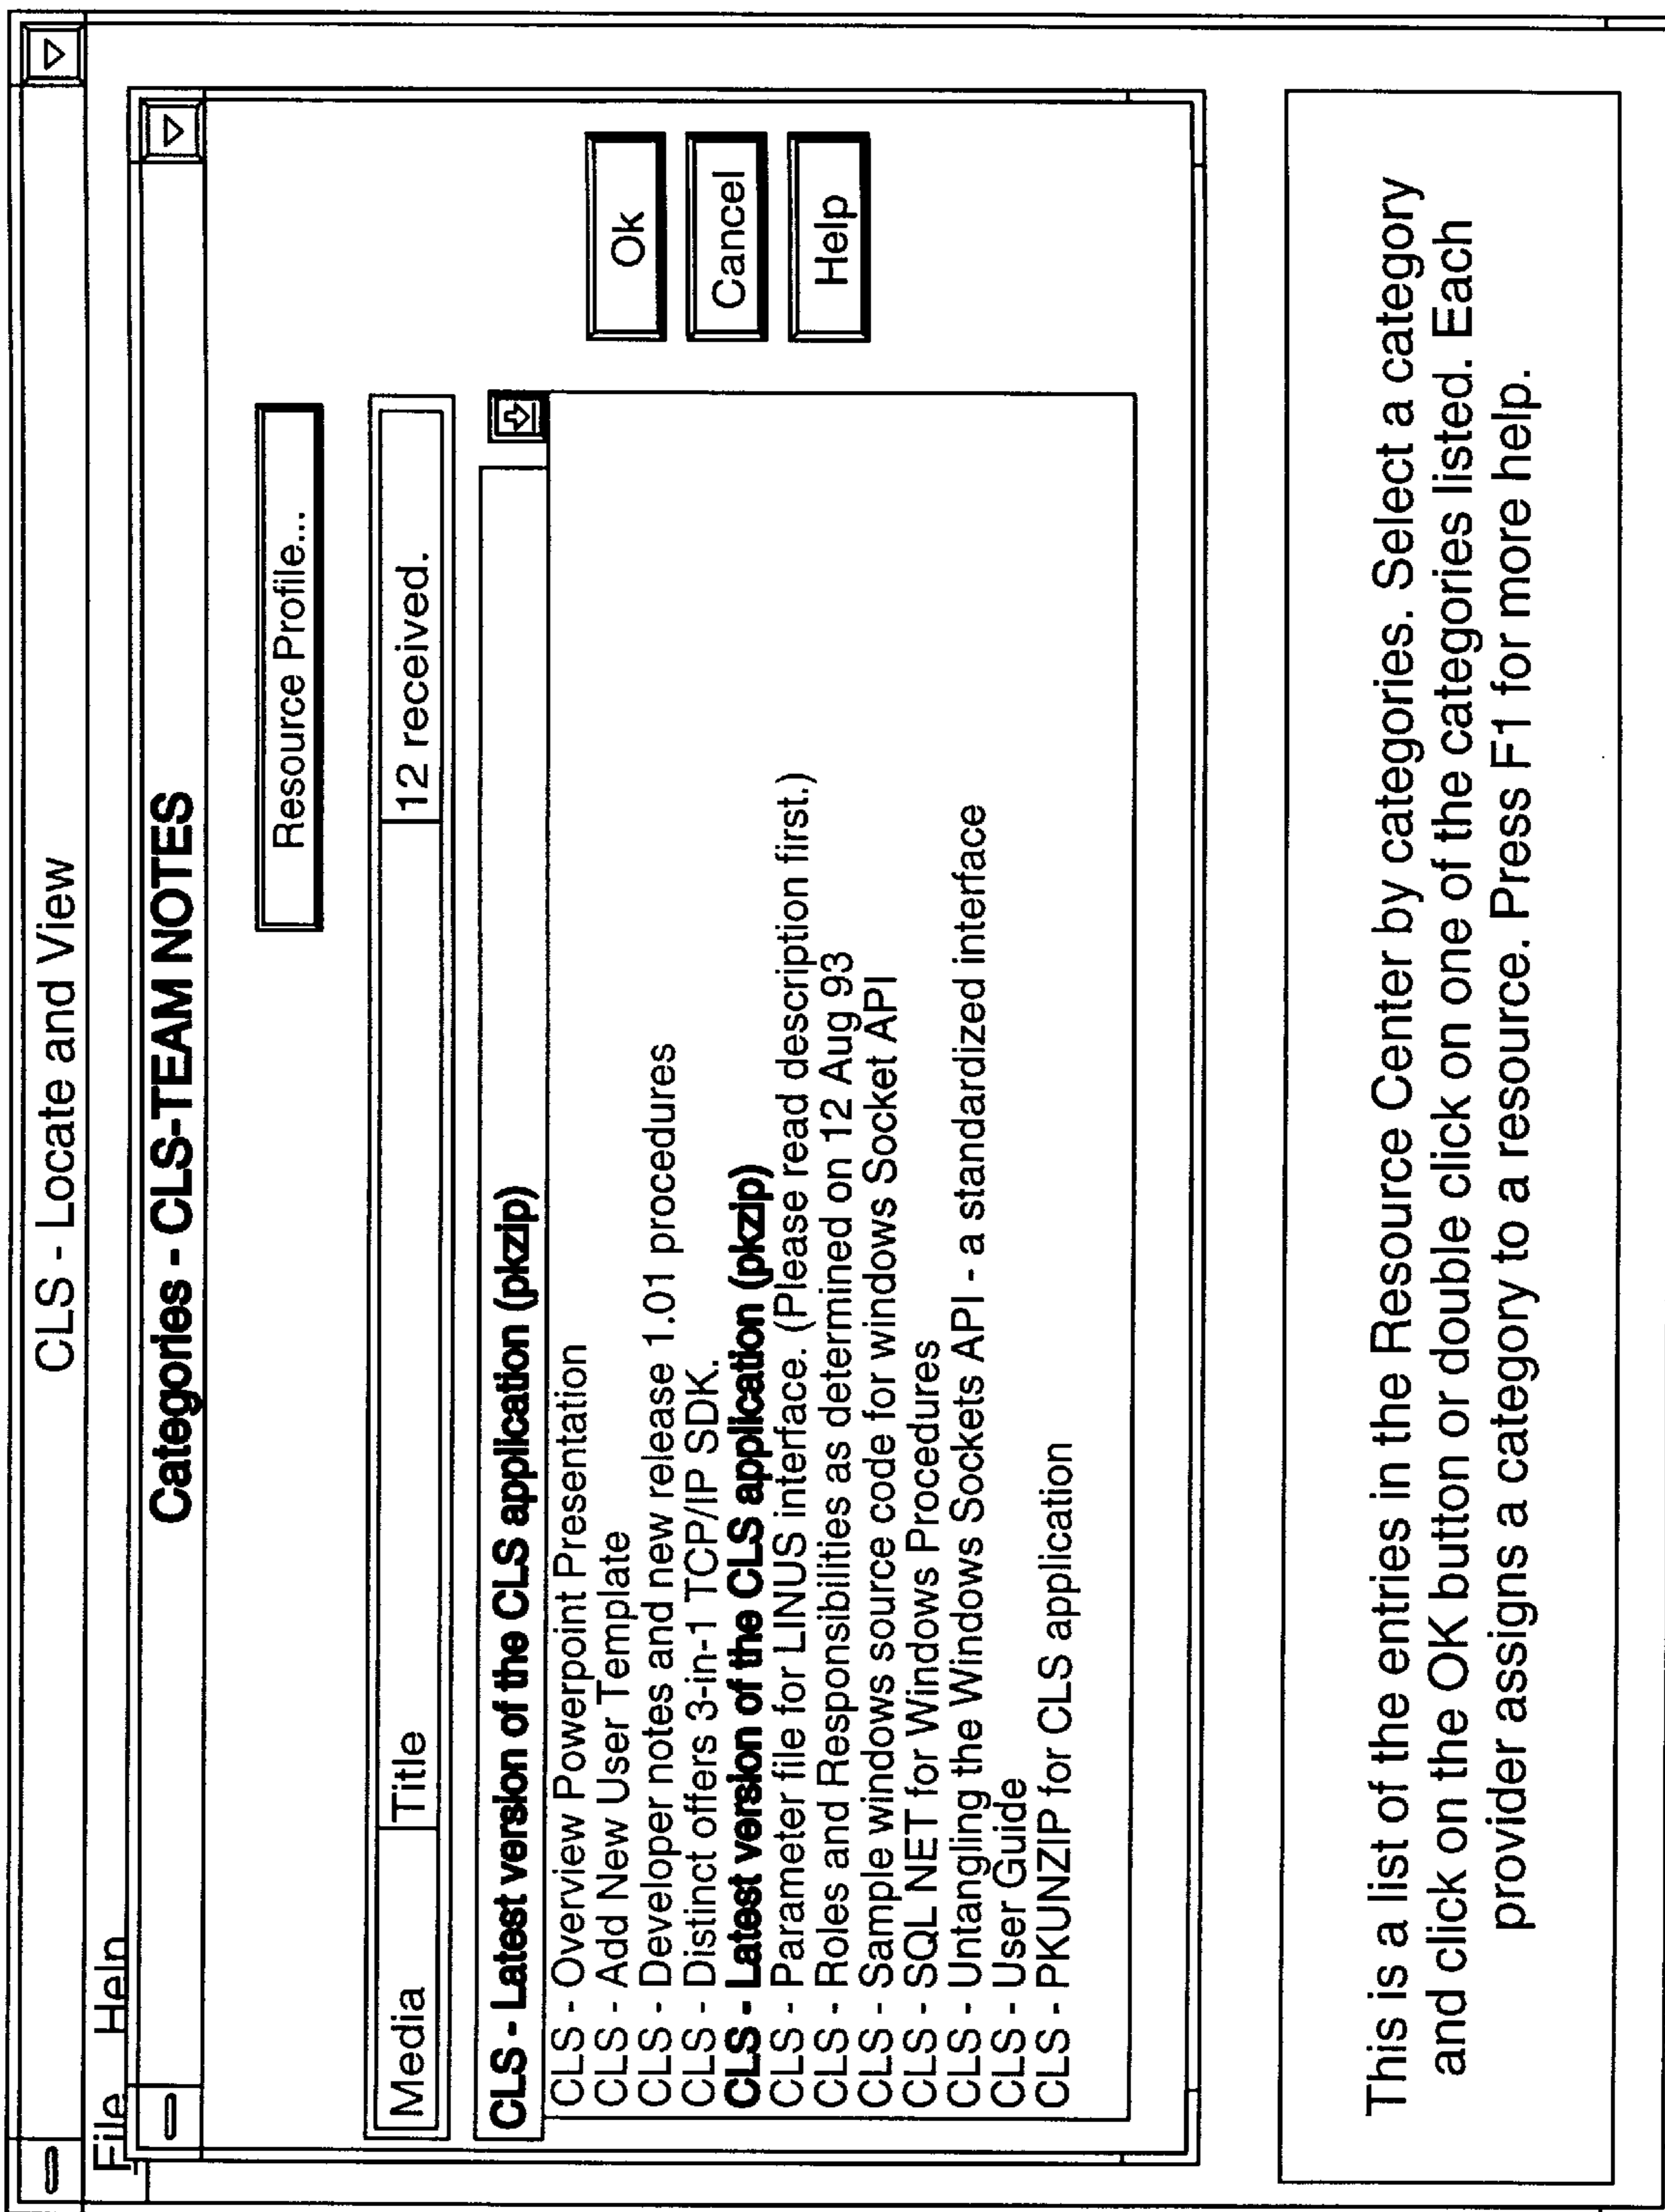 CLS - Locate and View
File Help
Categories - CLS-TEAM NOTES
Resource Profile...
Media Title 12 received.
CLS - Latest version of the CLS application (pkzip)
CLS - Overview Powerpoint Presentation
CLS - Add New User Template
CLS - Developer notes and new release 1.01 procedures
CLS - Distinct offers 3-in-1 TCP/IP SDK.
CLS - Latest version of the CLS application (pkzip)
CLS - Parameter file for LINUS interface. (Please read description first.)
CLS - Roles and Responsibilities as determined on 12 Aug 93
CLS - Sample windows source code for windows Socket API
CLS - SQL NET for Windows Procedures
CLS - Untangling the Windows Sockets API - a standardized interface
CLS - User Guide
CLS - PKUNZIP for CLS application
Ok
Cancel
Help
This is a list of the entries in the Resource Center by categories. Select a category
and click on the OK button or double click on one of the categories listed. Each
provider assigns a category to a resource. Press F1 for more help.